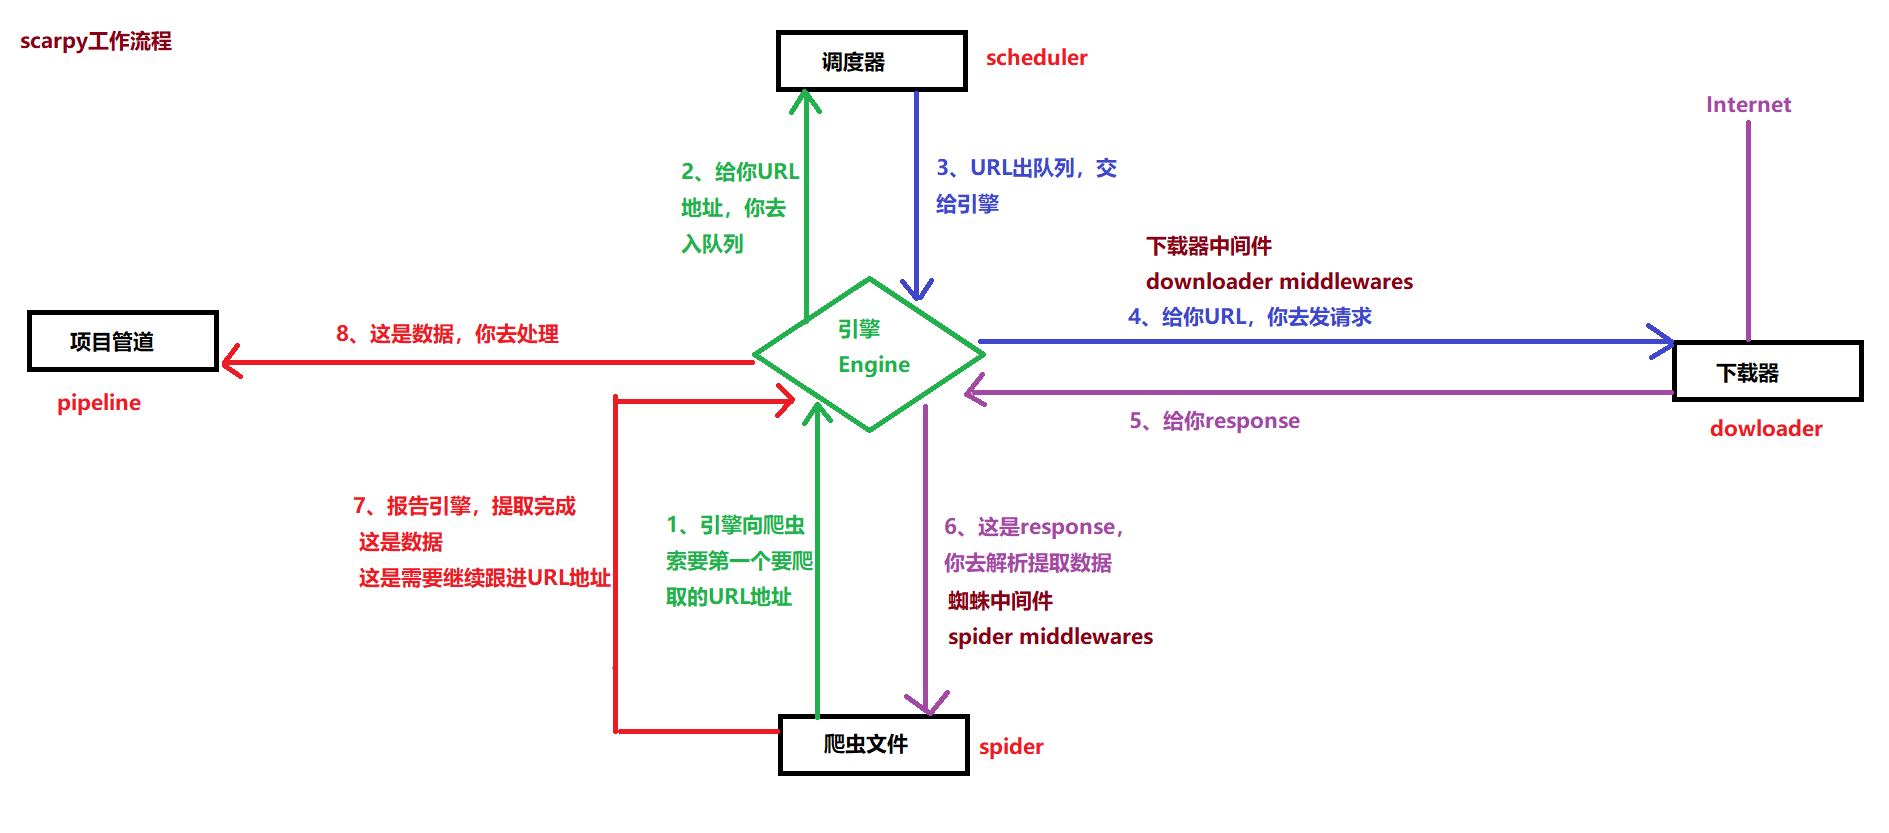 scarpy工作流程
调度器
scheduler
Internet
2、给你URL
地址，你去
入队列
3、URL出队列，交
给引擎
下载器中间件
downloader middlewares
4、给你URL，你去发请求
项目管道
pipeline
8、这是数据，你去处理
引擎
Engine
下载器
dowloader
5、给你response
7、报告引擎，提取完成
这是数据
这是需要继续跟进URL地址
1、引擎向爬虫
索要第一个要爬
取的URL地址
6、这是response，
你去解析提取数据
蜘蛛中间件
spider middlewares
爬虫文件
spider